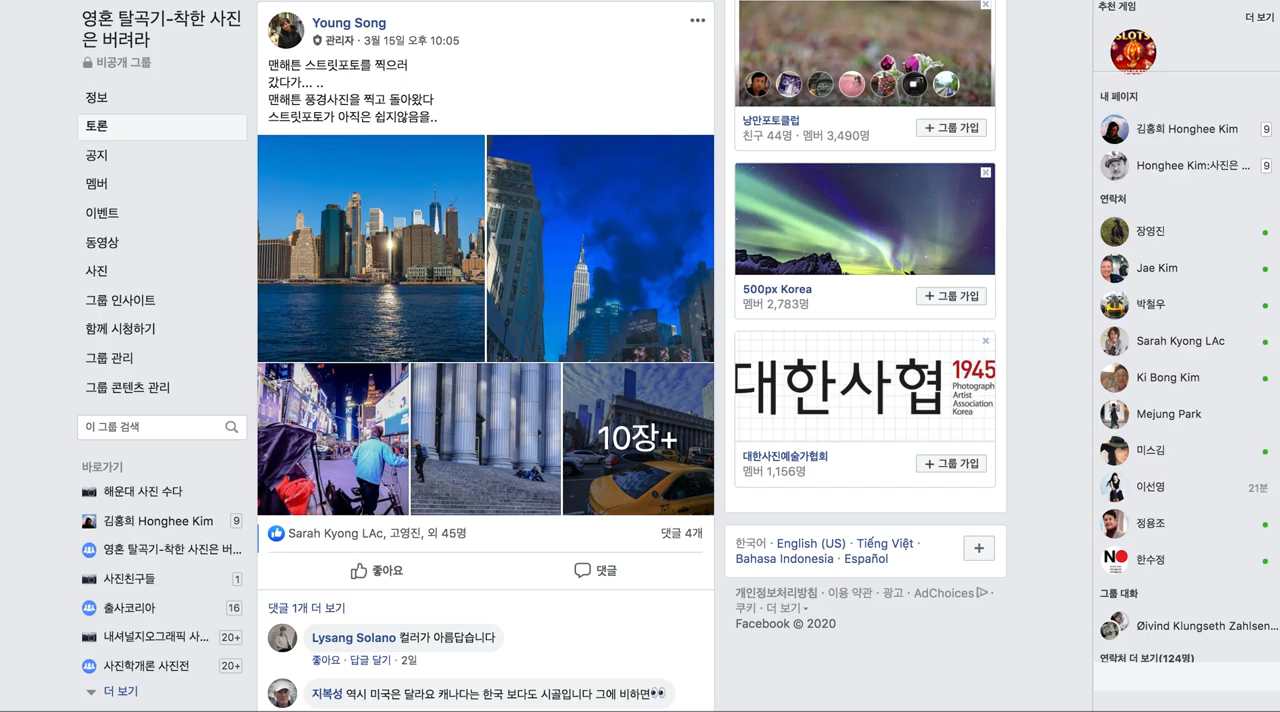 영혼 탈곡기-착한 사진
은 버려라
비공개 그룹
정보
토론
공지
멤버
이벤트
동영상
사진
그룹 인사이트
함께 시청하기
그룹 관리
그룹 콘텐츠 관리
이 그룹 검색
바로가기
해운대 사진 수다
김홍희 Honghee Kim 9
영혼 탈곡기-착한 사진은 버...
사진친구들 1
출사코리아 16
내셔널지오그래픽 사... 20+
사진학개론 사진전 20+
더 보기
Young Song
관리자 · 3월 15일 오후 10:05
맨해튼 스트릿포토를 찍으러
갔다가... ..
맨해튼 풍경사진을 찍고 돌아왔다
스트릿포토가 아직은 쉽지않음을..
10장+
Sarah Kyong LAc, 고영진, 외 45명
댓글 4개
좋아요
댓글
댓글 1개 더 보기
Lysang Solano 컬러가 아름답습니다
좋아요 · 답글 달기 · 2일
지복성 역시 미국은 달라요 캐나다는 한국 보다도 시골입니다 그에 비하면👀
낭만포토클럽
친구 44명 · 멤버 3,490명
+ 그룹 가입
500px Korea
멤버 2,783명
+ 그룹 가입
대한사협
1945
Photograph
Artist
Association
Korea
대한사진예술가협회
멤버 1,156명
+ 그룹 가입
한국어 · English (US) · Tiếng Việt ·
Bahasa Indonesia · Español
+
개인정보처리방침 · 이용 약관 · 광고 · AdChoices ·
쿠키 · 더 보기
Facebook © 2020
추천 게임
더 보기
SLOTS
내 페이지
김홍희 Honghee Kim 9
Honghee Kim:사진은 ... 9
연락처
장영진
Jae Kim
박철우
Sarah Kyong LAc
Ki Bong Kim
Mejung Park
미스김
이선영 21분
정용조
NO
한수정
그룹 대화
Øivind Klungseth Zahlsen...
연락처 더 보기(124명)